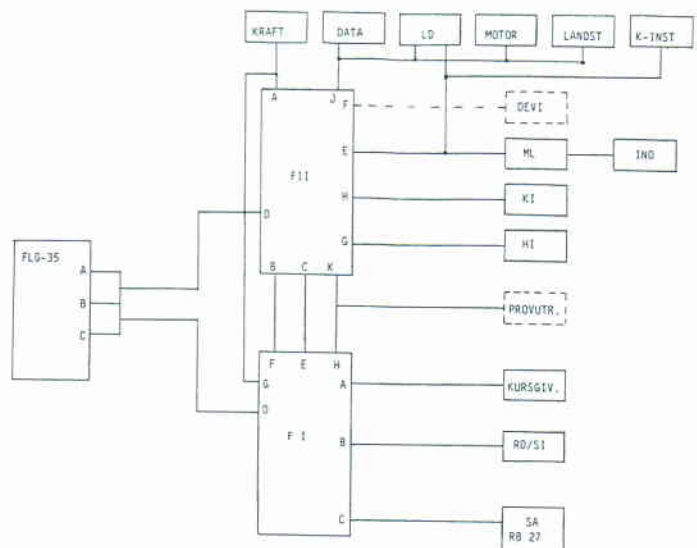 KRAFT
DATA
LD
MOTOR
LANDST
K-INST
A
J
F
DEVI
E
ML
IND
FII
H
KI
D
G
HI
FLG-35
A
B
C
B
C
K
PROVUTR.
F
E
H
G
A
KURSGIV.
D
F I
B
RD/SI
C
SA
RB 27